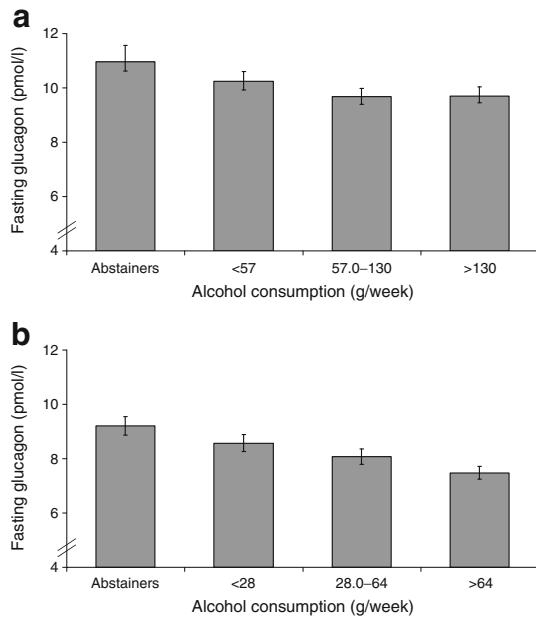 a
12
10
8
6
4
Fasting glucagon (pmol/l)
Abstainers <57 57.0–130 >130
Alcohol consumption (g/week)
b
12
10
8
6
4
Fasting glucagon (pmol/l)
Abstainers <28 28.0–64 >64
Alcohol consumption (g/week)